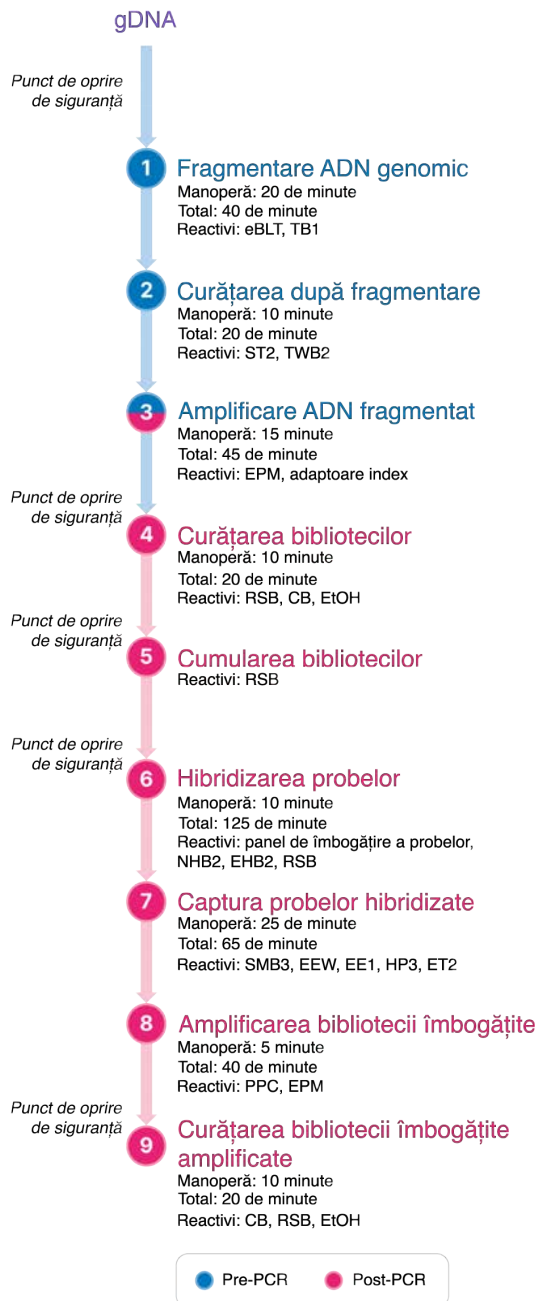 gDNA
Punct de oprire
de siguranță
1
Fragmentare ADN genomic
Manoperă: 20 de minute
Total: 40 de minute
Reactivi: eBLT, TB1
2
Curățarea după fragmentare
Manoperă: 10 minute
Total: 20 de minute
Reactivi: ST2, TWB2
3
Amplificare ADN fragmentat
Manoperă: 15 minute
Total: 45 de minute
Reactivi: EPM, adaptoare index
Punct de oprire
de siguranță
4
Curățarea bibliotecilor
Manoperă: 10 minute
Total: 20 de minute
Reactivi: RSB, CB, EtOH
Punct de oprire
de siguranță
5
Cumularea bibliotecilor
Reactivi: RSB
Punct de oprire
de siguranță
6
Hibridizarea probelor
Manoperă: 10 minute
Total: 125 de minute
Reactivi: panel de îmbogățire a probelor,
NHB2, EHB2, RSB
7
Captura probelor hibridizate
Manoperă: 25 de minute
Total: 65 de minute
Reactivi: SMB3, EEW, EE1, HP3, ET2
8
Amplificarea bibliotecii îmbogățite
Manoperă: 5 minute
Total: 40 de minute
Reactivi: PPC, EPM
Punct de oprire
de siguranță
9
Curățarea bibliotecii îmbogățite
amplificate
Manoperă: 10 minute
Total: 20 de minute
Reactivi: CB, RSB, EtOH
Pre-PCR
Post-PCR